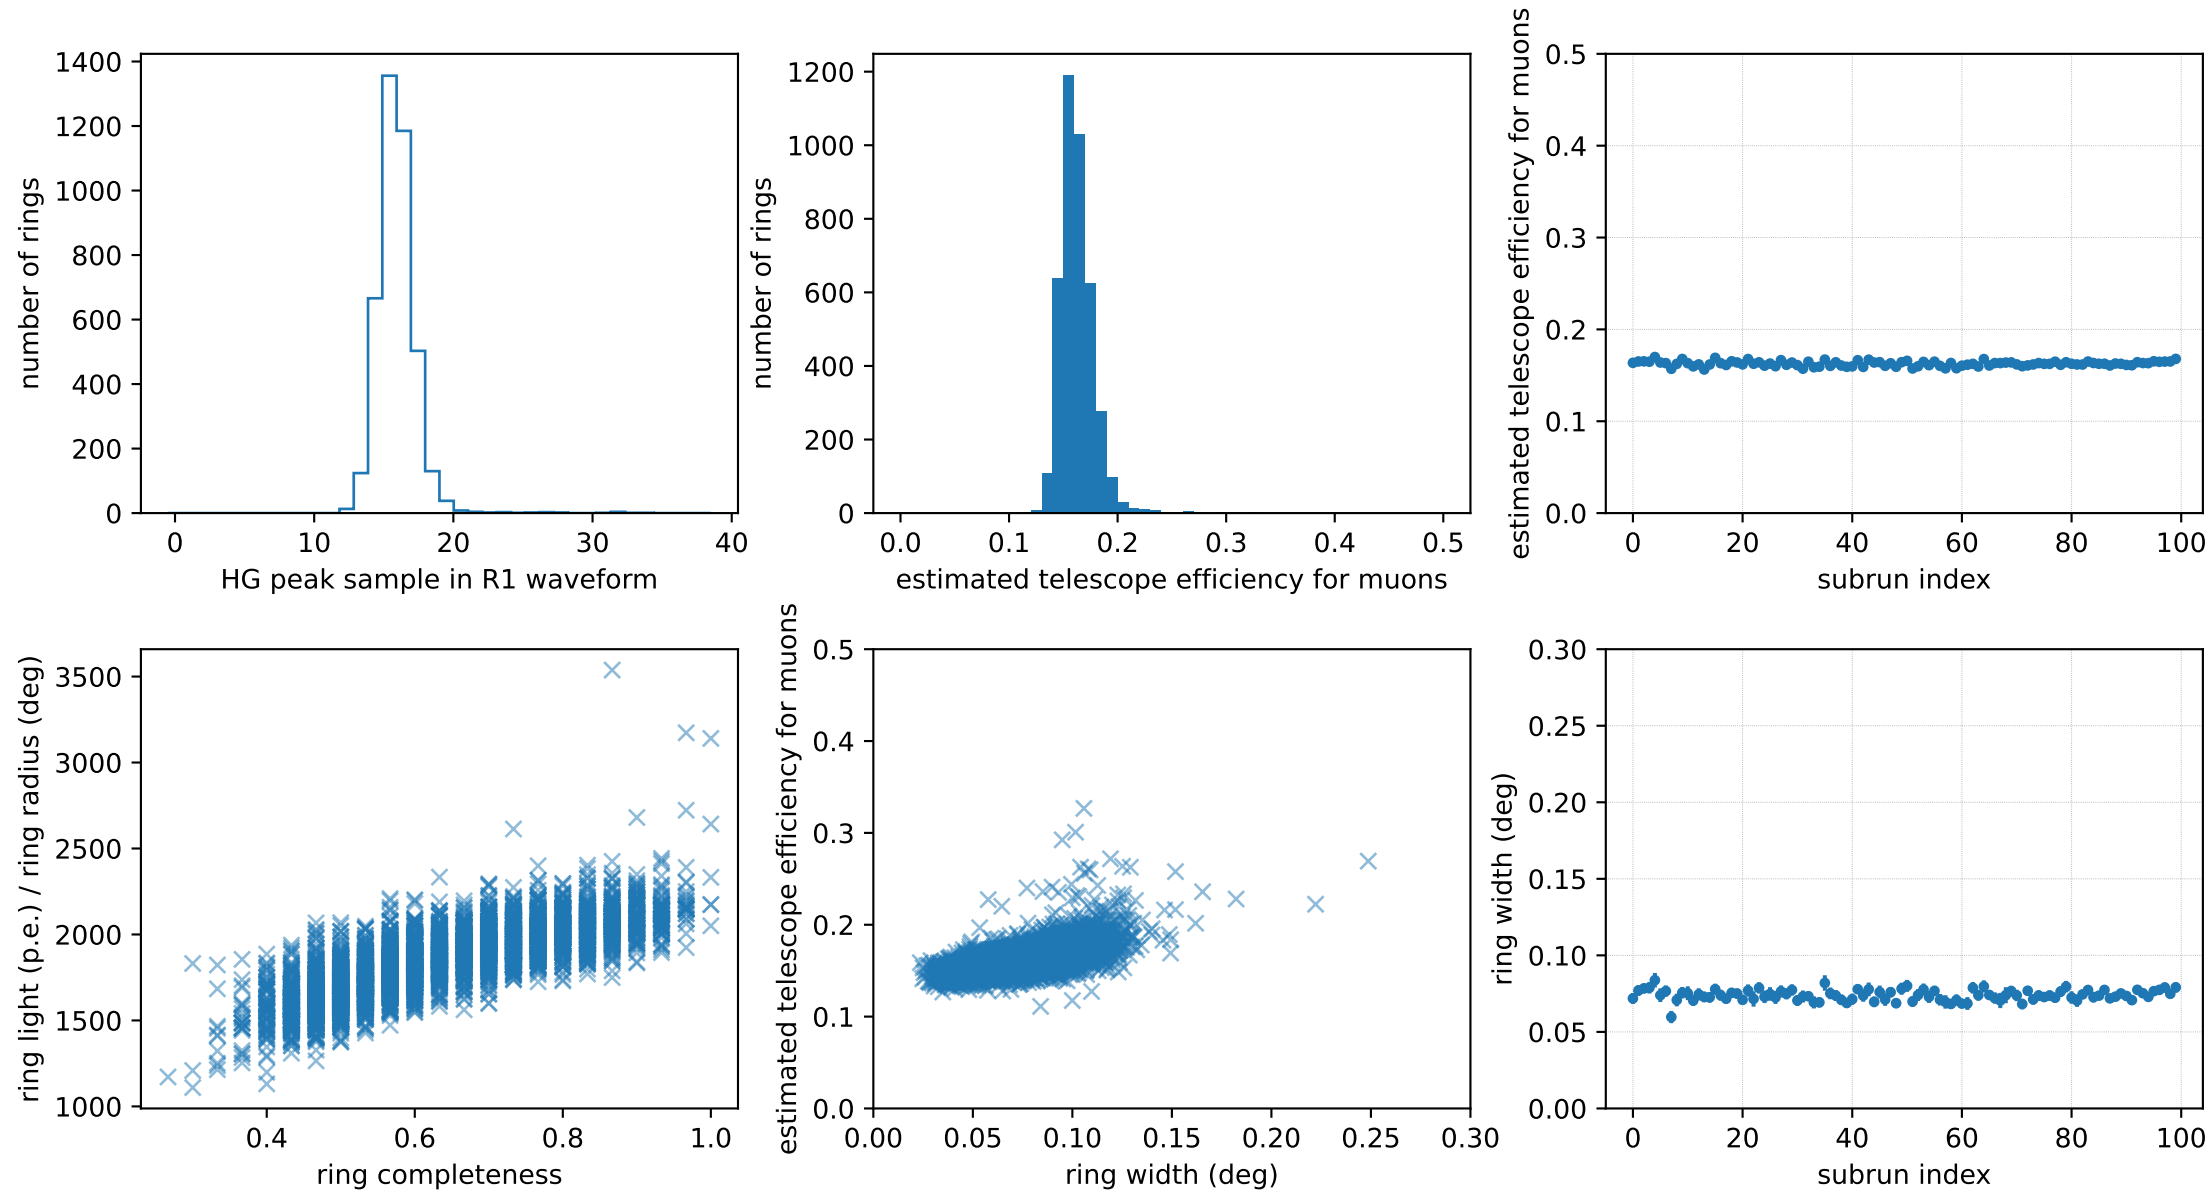 number of rings
1400
1200
1000
800
600
400
200
0
0 10 20 30 40
HG peak sample in R1 waveform
number of rings
1200
1000
800
600
400
200
0
0.0 0.1 0.2 0.3 0.4 0.5
estimated telescope efficiency for muons
estimated telescope efficiency for muons
0.5
0.4
0.3
0.2
0.1
0.0
0 20 40 60 80 100
subrun index
ring light (p.e.) / ring radius (deg)
3500
3000
2500
2000
1500
1000
0.4 0.6 0.8 1.0
ring completeness
estimated telescope efficiency for muons
0.5
0.4
0.3
0.2
0.1
0.0
0.00 0.05 0.10 0.15 0.20 0.25 0.30
ring width (deg)
ring width (deg)
0.30
0.25
0.20
0.15
0.10
0.05
0.00
0 20 40 60 80 100
subrun index